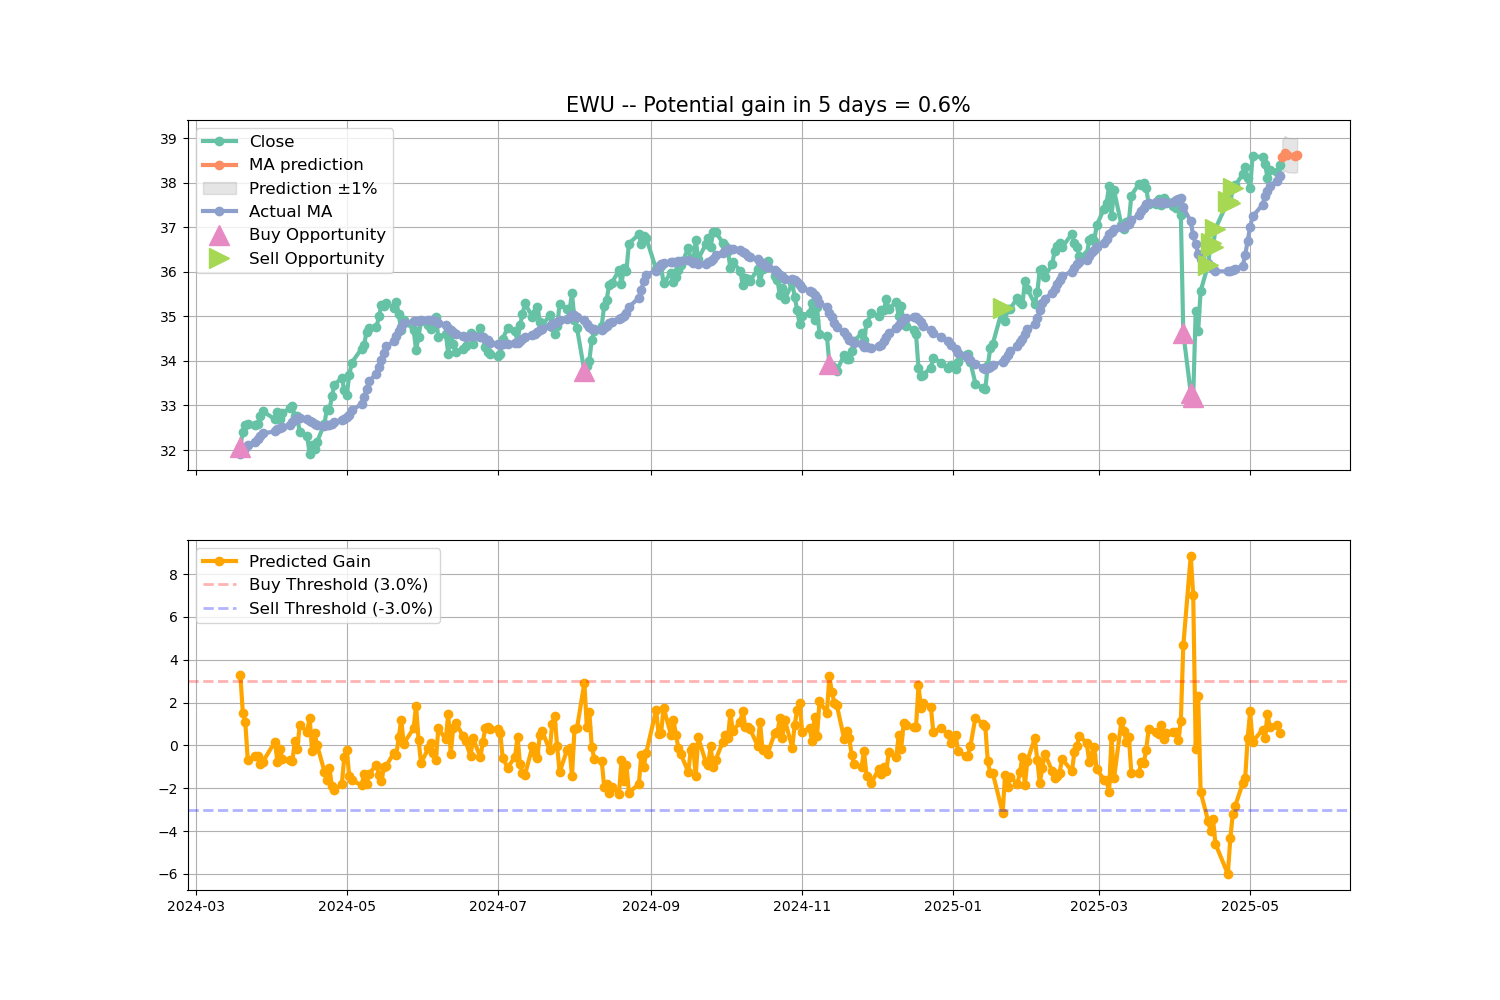 EWU -- Potential gain in 5 days = 0.6%
39
38
37
36
35
34
33
32
Close
MA prediction
Prediction ±1%
Actual MA
Buy Opportunity
Sell Opportunity
8
6
4
2
0
−2
−4
−6
Predicted Gain
Buy Threshold (3.0%)
Sell Threshold (-3.0%)
2024-03
2024-05
2024-07
2024-09
2024-11
2025-01
2025-03
2025-05